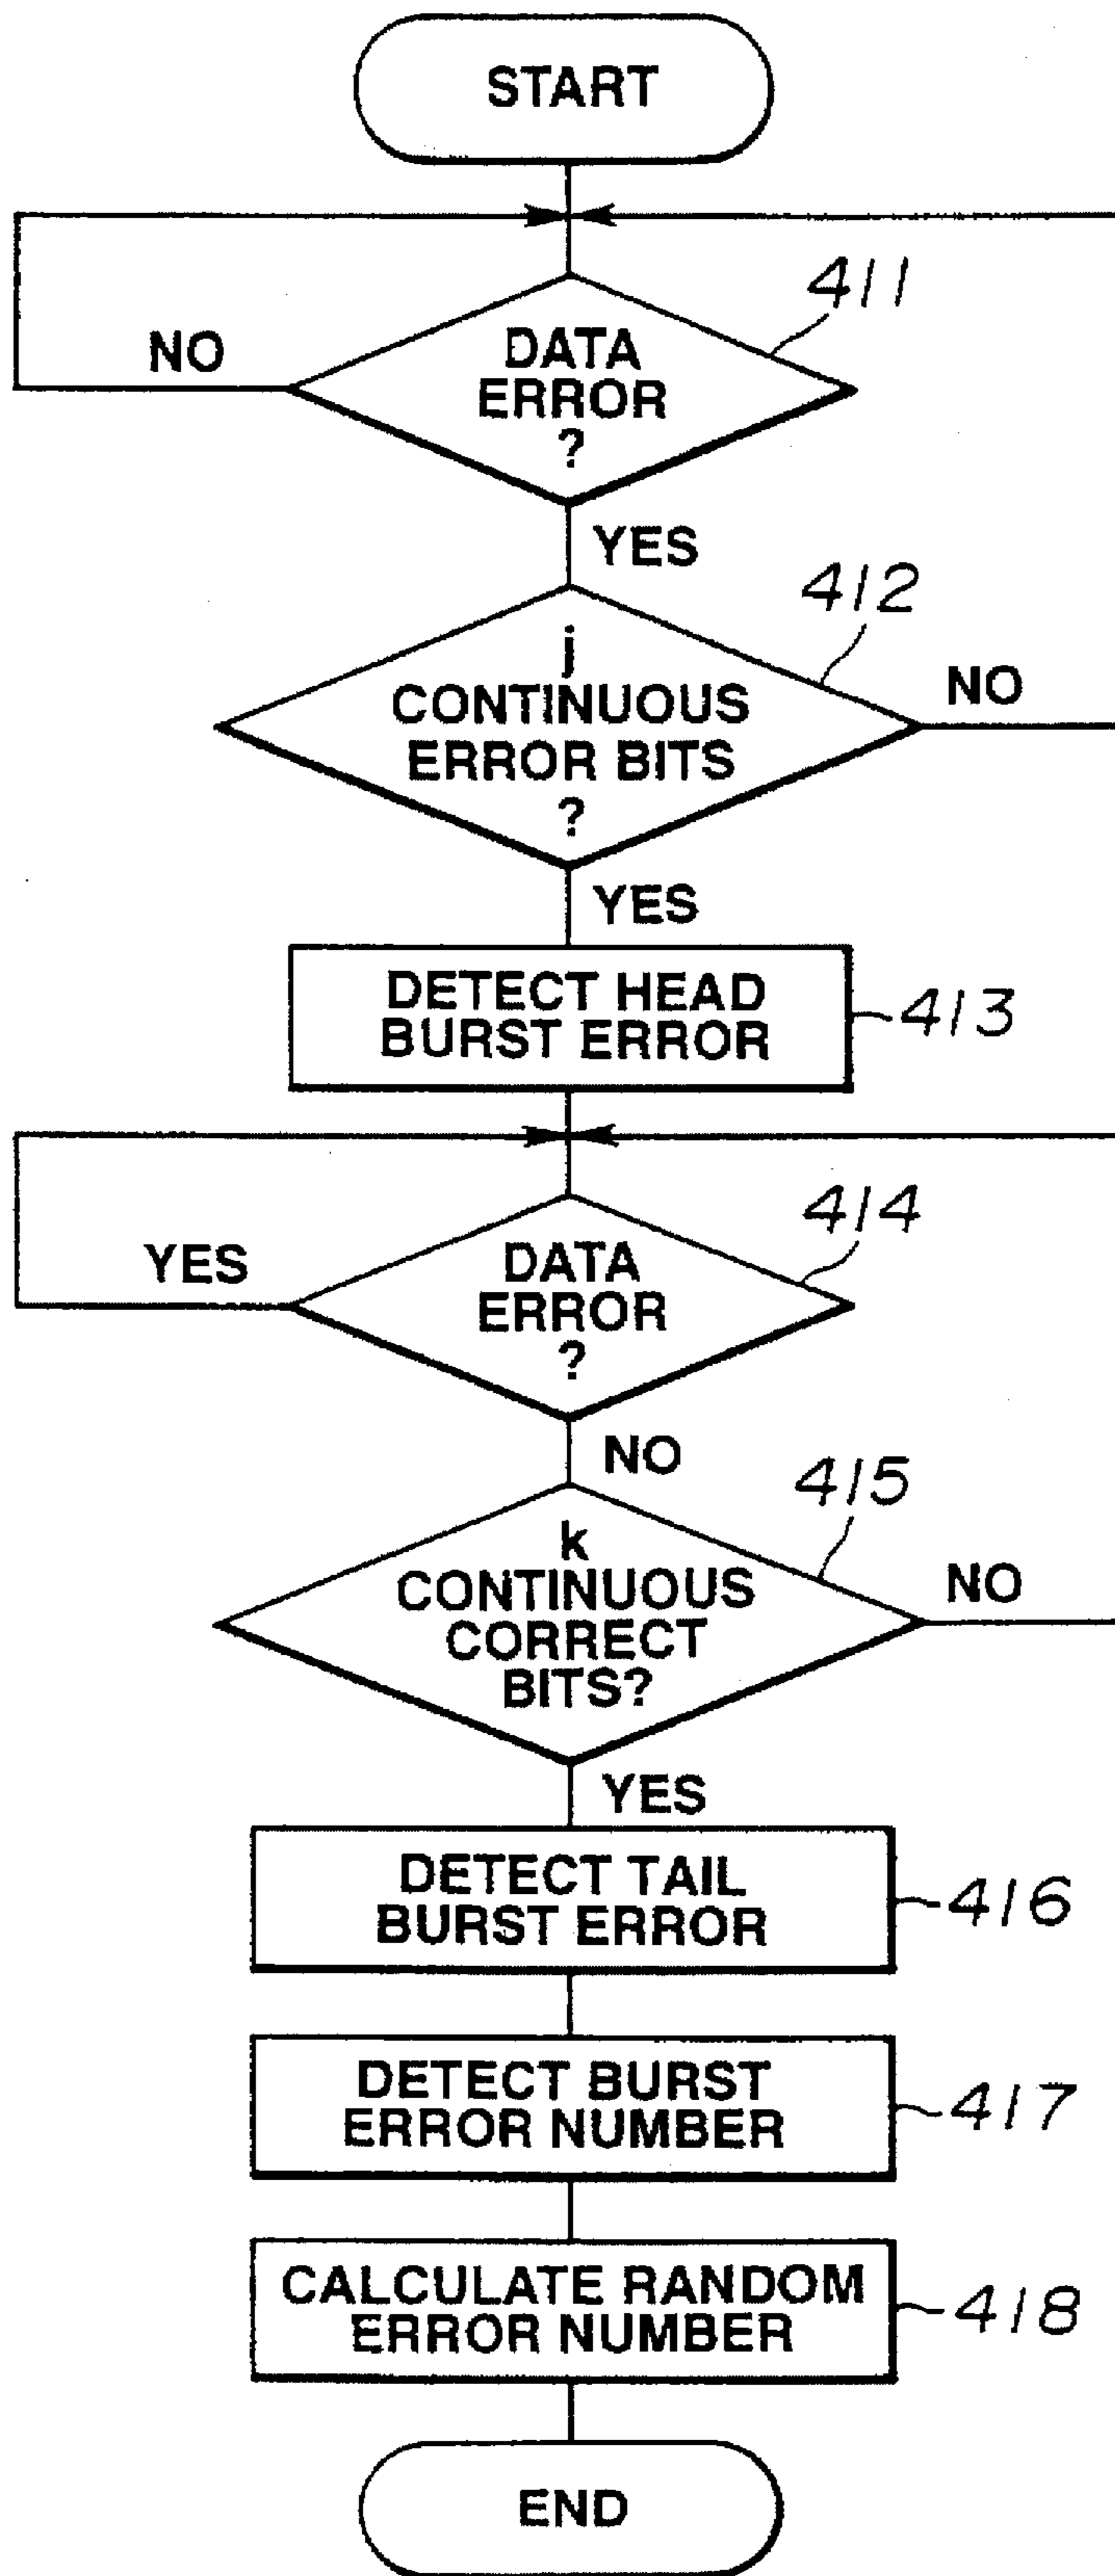 START
411
NO
DATA
ERROR
?
YES
412
j
CONTINUOUS
ERROR BITS
?
NO
YES
DETECT HEAD
BURST ERROR
413
414
YES
DATA
ERROR
?
NO
415
k
CONTINUOUS
CORRECT
BITS?
NO
YES
DETECT TAIL
BURST ERROR
416
DETECT BURST
ERROR NUMBER
417
CALCULATE RANDOM
ERROR NUMBER
418
END